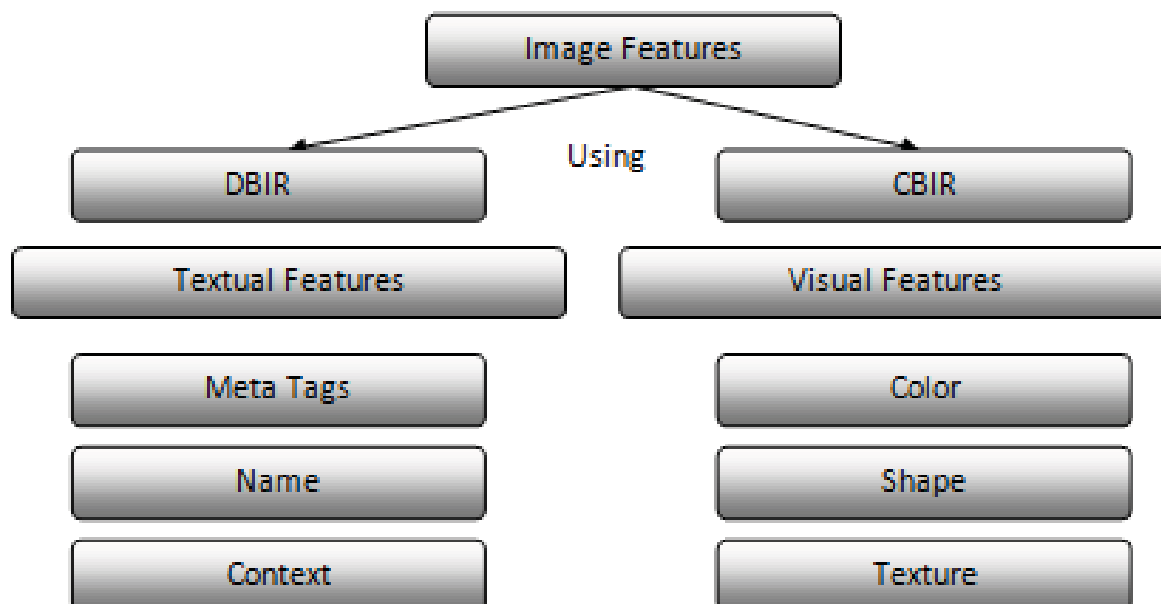 Image Features
Using
DBIR
CBIR
Textual Features
Visual Features
Meta Tags
Color
Name
Shape
Context
Texture